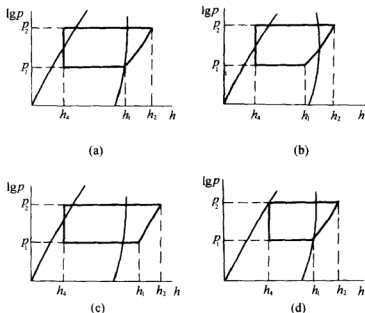 lgp
p₂
p₁
h₄ h₁ h₂ h
(a)
lgp
p₂
p₁
h₄ h₁ h₂ h
(b)
lgp
p₂
p₁
h₄ h₁ h₂ h
(c)
lgp
p₂
p₁
h₄ h₁ h₂ h
(d)